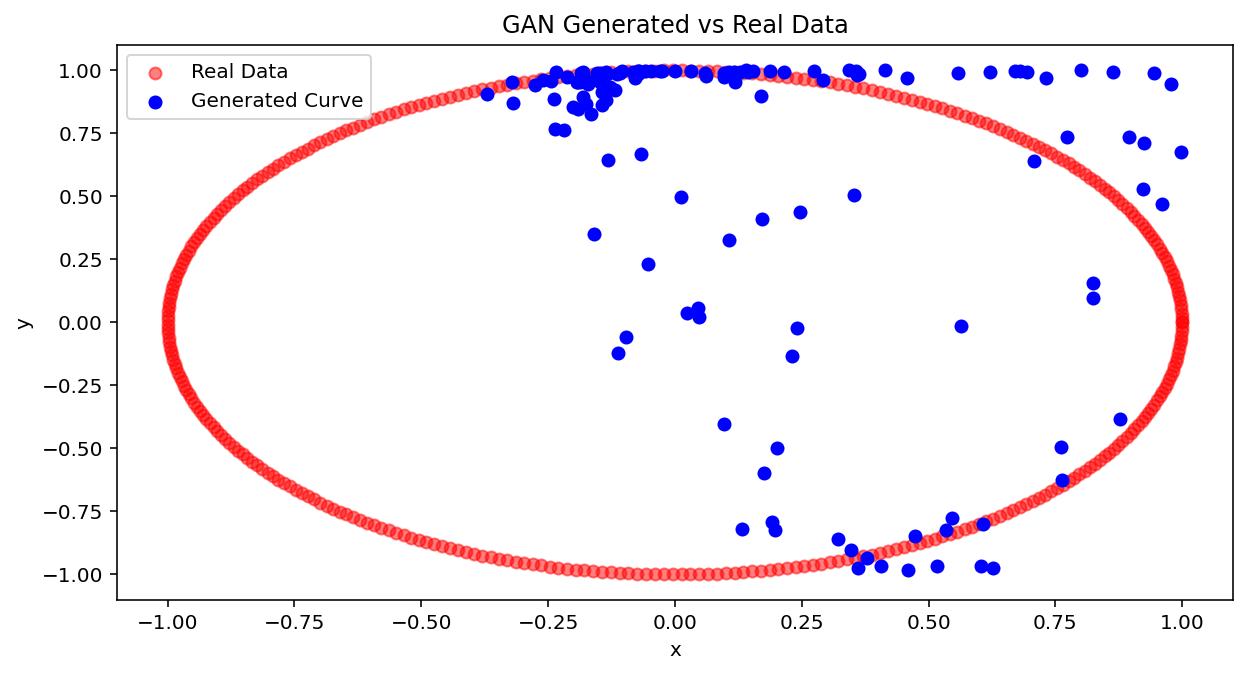 GAN Generated vs Real Data
Real Data
Generated Curve
1.00
0.75
0.50
0.25
0.00
−0.25
−0.50
−0.75
−1.00
y
−1.00 −0.75 −0.50 −0.25 0.00 0.25 0.50 0.75 1.00
x